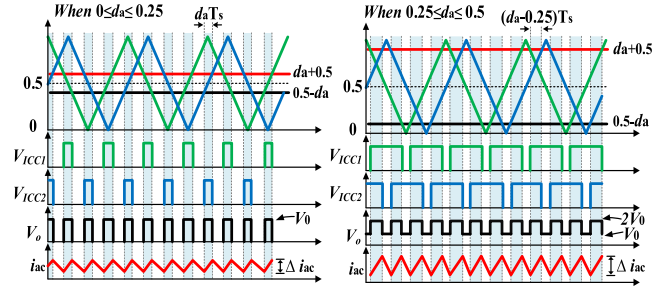 When 0≤da≤0.25
daTs
da+0.5
0.5
0.5-da
0
VICC1
VICC2
V0
Vo
iac
Δ iac
When 0.25≤da≤0.5
(da-0.25)Ts
da+0.5
0.5
0.5-da
0
VICC1
VICC2
2V0
V0
Vo
iac
Δ iac